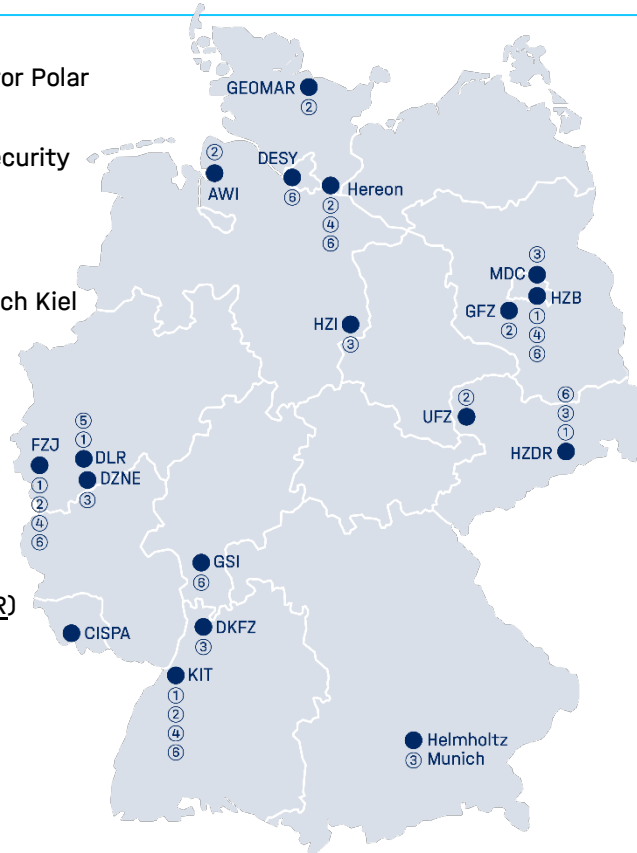 or Polar
ecurity
ch Kiel
R)
GEOMAR
②
②
AWI
DESY
⑥
Hereon
②
④
⑥
③
MDC
HZB
①
④
⑥
GFZ
②
HZI
③
②
UFZ
⑥
③
①
HZDR
FZJ
①
②
④
⑥
⑤
①
DLR
DZNE
③
GSI
⑥
CISPA
DKFZ
③
KIT
①
②
④
⑥
Helmholtz
③ Munich